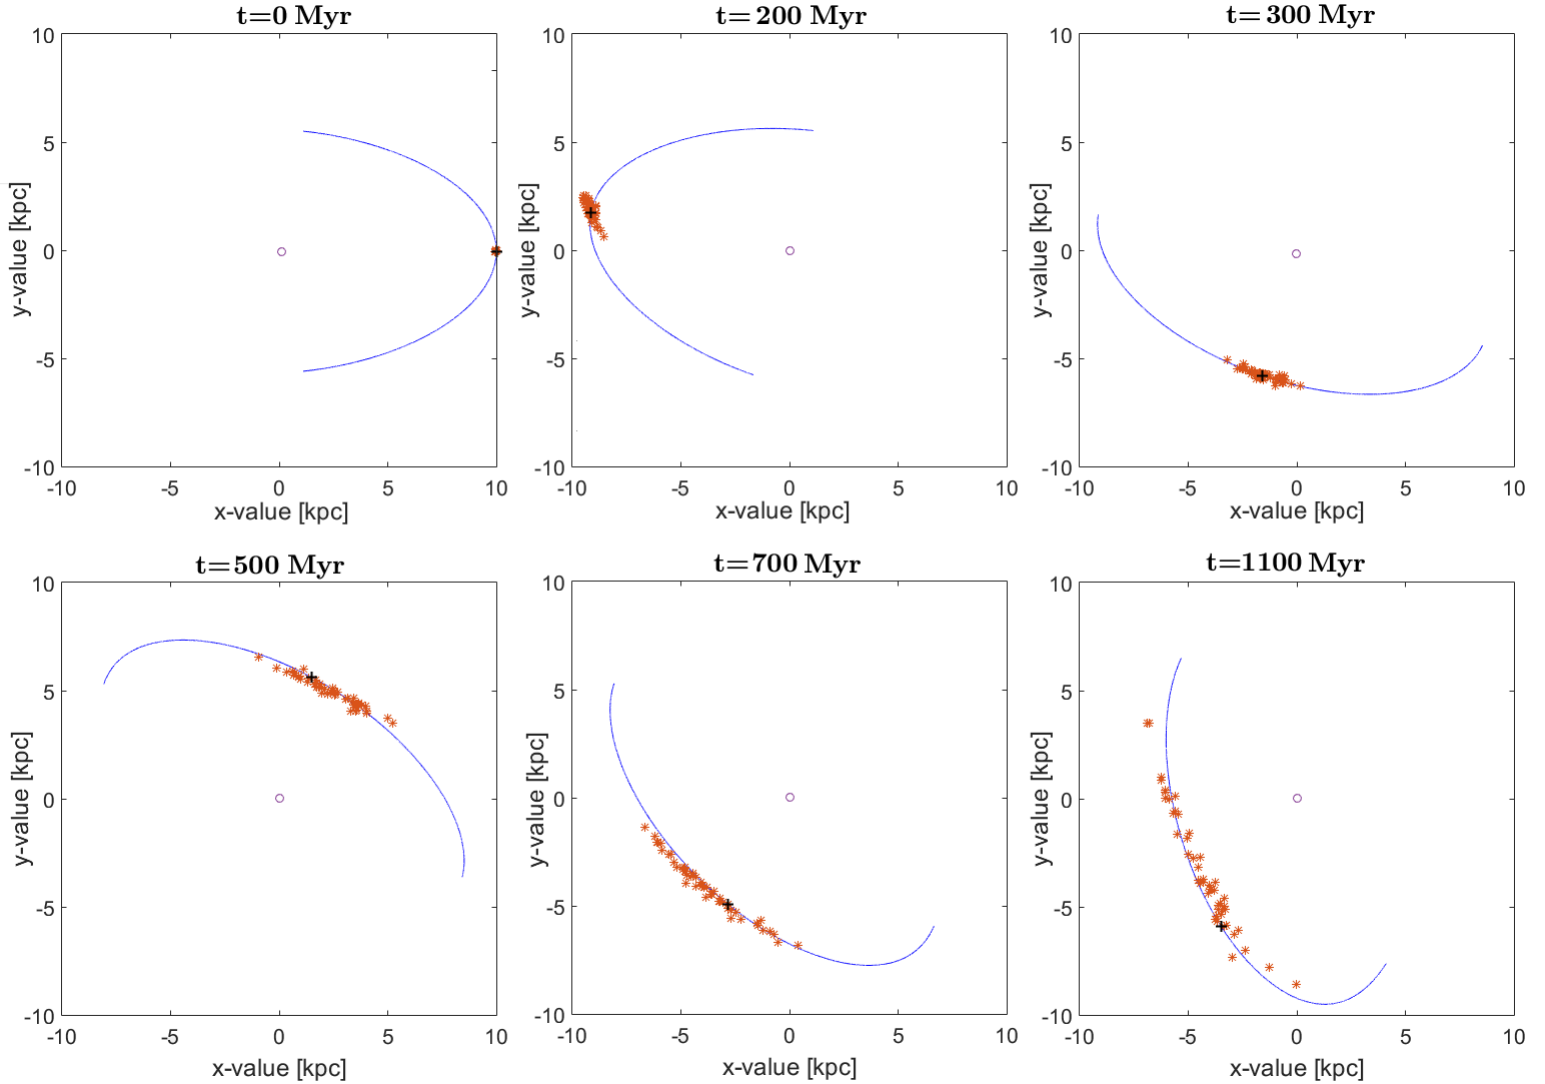 t=0 Myr
t=200 Myr
t=300 Myr
10
5
0
-5
-10
y-value [kpc]
-10 -5 0 5 10
x-value [kpc]
10
5
0
-5
-10
y-value [kpc]
-10 -5 0 5 10
x-value [kpc]
10
5
0
-5
-10
y-value [kpc]
-10 -5 0 5 10
x-value [kpc]
t=500 Myr
t=700 Myr
t=1100 Myr
10
5
0
-5
-10
y-value [kpc]
-10 -5 0 5 10
x-value [kpc]
10
5
0
-5
-10
y-value [kpc]
-10 -5 0 5 10
x-value [kpc]
10
5
0
-5
-10
y-value [kpc]
-10 -5 0 5 10
x-value [kpc]